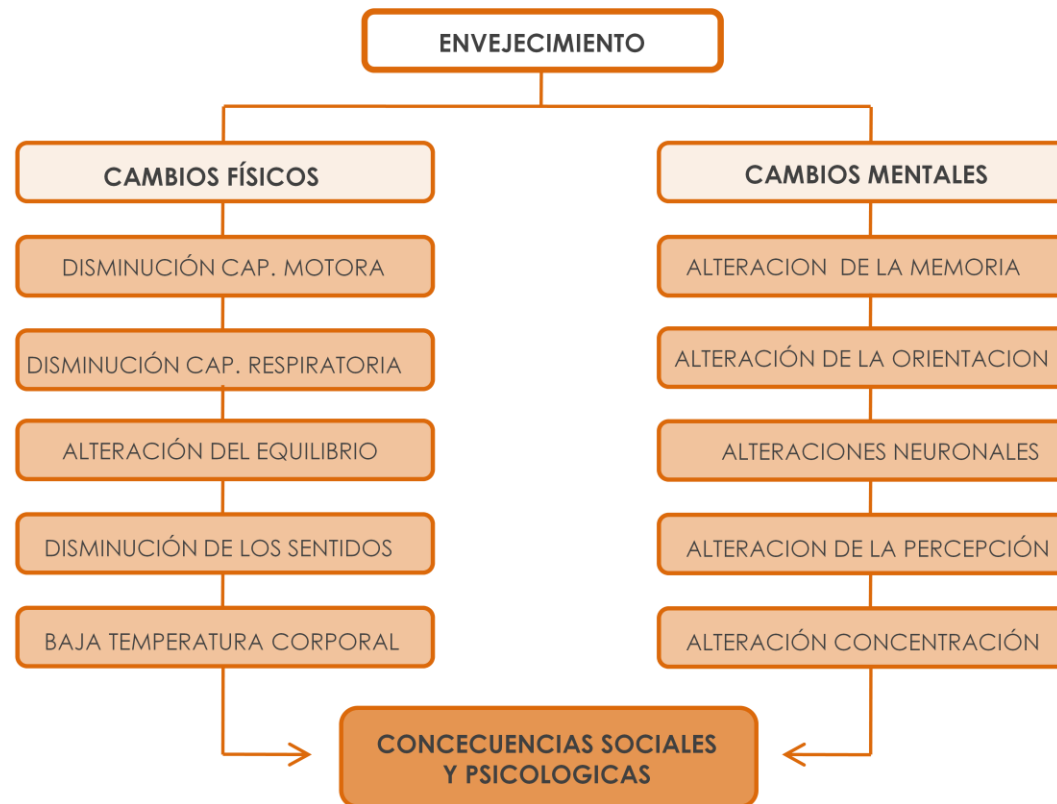 ENVEJECIMIENTO
CAMBIOS FÍSICOS
DISMINUCIÓN CAP. MOTORA
DISMINUCIÓN CAP. RESPIRATORIA
ALTERACIÓN DEL EQUILIBRIO
DISMINUCIÓN DE LOS SENTIDOS
BAJA TEMPERATURA CORPORAL
CAMBIOS MENTALES
ALTERACION DE LA MEMORIA
ALTERACIÓN DE LA ORIENTACION
ALTERACIONES NEURONALES
ALTERACION DE LA PERCEPCIÓN
ALTERACIÓN CONCENTRACIÓN
CONCECUENCIAS SOCIALES
Y PSICOLOGICAS